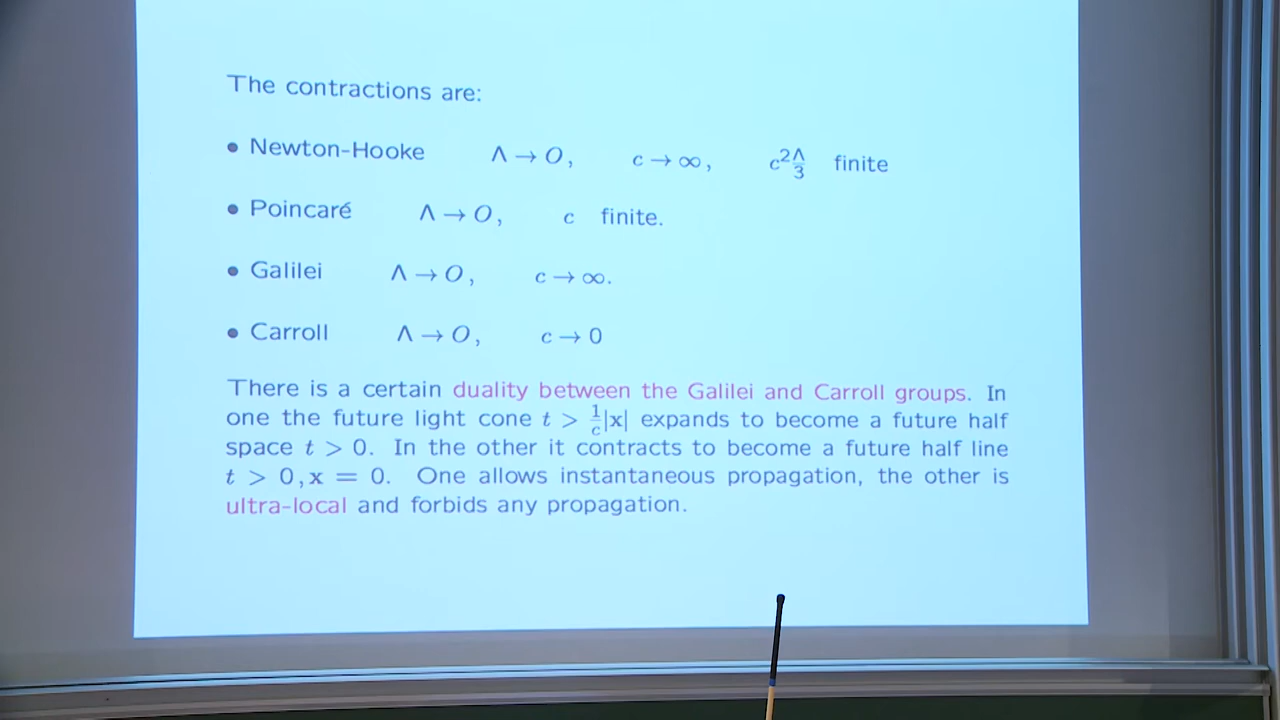 The contractions are:
• Newton-Hooke Λ → O, c → ∞, c²Λ/3 finite
• Poincaré Λ → O, c finite.
• Galilei Λ → O, c → ∞.
• Carroll Λ → O, c → 0
There is a certain duality between the Galilei and Carroll groups. In
one the future light cone t > 1/c|x| expands to become a future half
space t > 0. In the other it contracts to become a future half line
t > 0, x = 0. One allows instantaneous propagation, the other is
ultra-local and forbids any propagation.